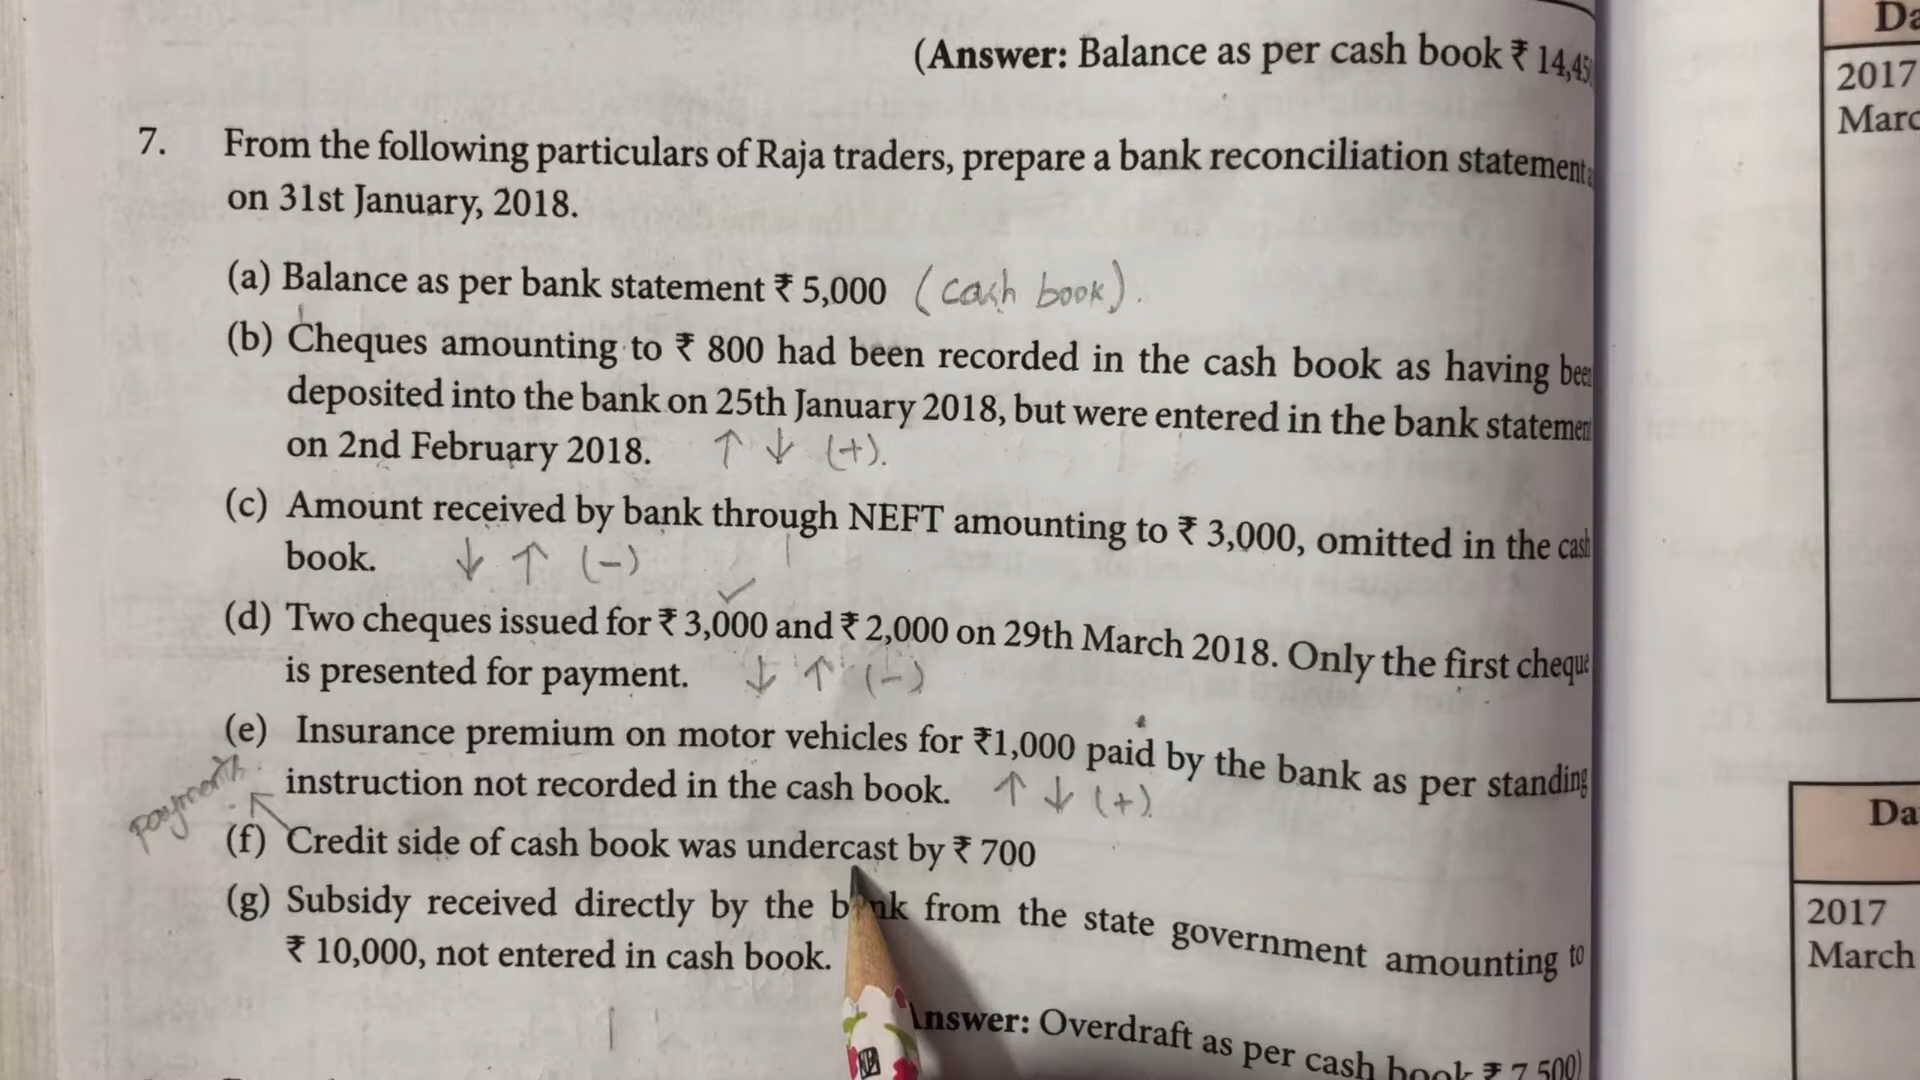 (Answer: Balance as per cash book ₹ 14,45
7. From the following particulars of Raja traders, prepare a bank reconciliation statement
on 31st January, 2018.
(a) Balance as per bank statement ₹ 5,000 (cash book).
(b) Cheques amounting to ₹ 800 had been recorded in the cash book as having been
deposited into the bank on 25th January 2018, but were entered in the bank statement
on 2nd February 2018. ↑ ↓ (+).
(c) Amount received by bank through NEFT amounting to ₹ 3,000, omitted in the cash
book. ↓ ↑ (-)
(d) Two cheques issued for ₹ 3,000 and ₹ 2,000 on 29th March 2018. Only the first cheque
is presented for payment. ↓ ↑ (-)
(e) Insurance premium on motor vehicles for ₹1,000 paid by the bank as per standing
instruction not recorded in the cash book. ↑ ↓ (+)
(f) Credit side of cash book was undercast by ₹ 700
(g) Subsidy received directly by the bank from the state government amounting to
₹ 10,000, not entered in cash book.
Answer: Overdraft as per cash book ₹ 7,500)
Da
2017
Marc
Da
2017
March